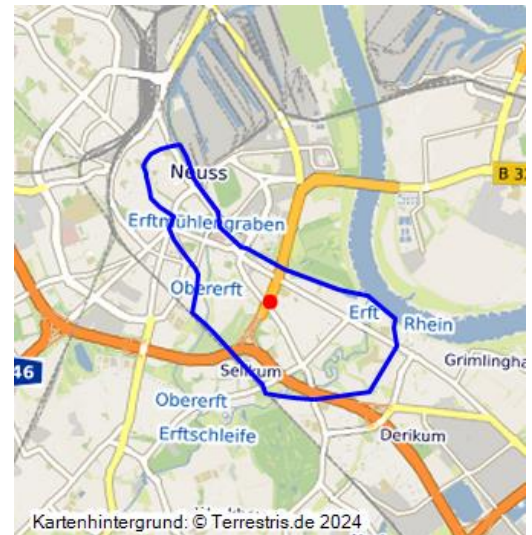 Neuss
B 3
Erftmühlengraben
Obererft
Erft
Rhein
46
Selikum
Grimlingha
Obererft
Derikum
Erftschleife
Kartenhintergrund: © Terrestris.de 2024